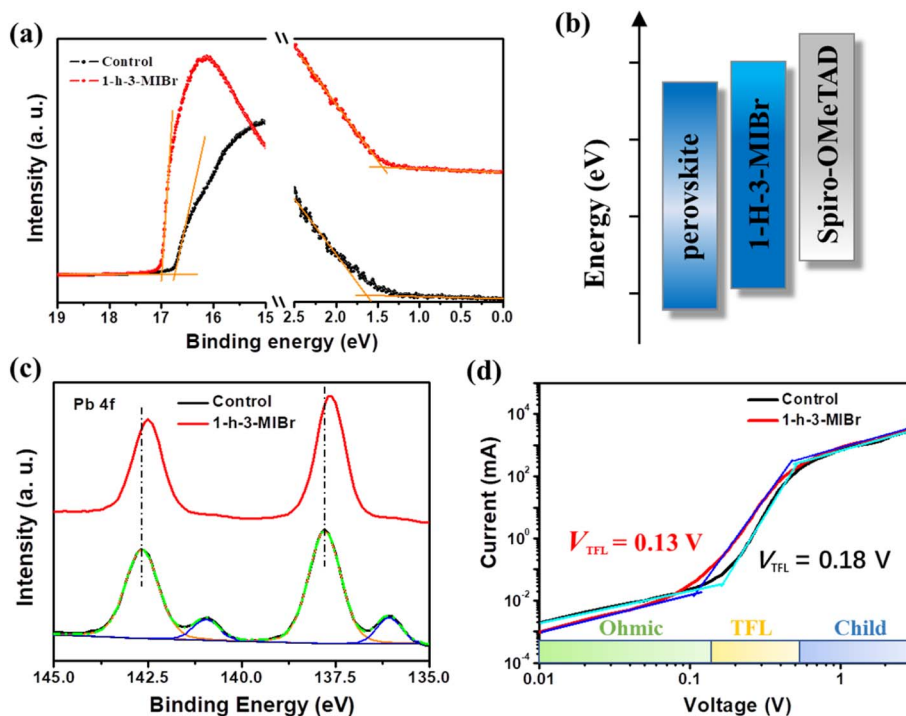 (a)
Control
1-h-3-MIBr
Intensity (a. u.)
19 18 17 16 15 2.5 2.0 1.5 1.0 0.5 0.0
Binding energy (eV)
(b)
Energy (eV)
perovskite
1-H-3-MIBr
Spiro-OMeTAD
(c)
Pb 4f
Control
1-h-3-MIBr
Intensity (a. u.)
145.0 142.5 140.0 137.5 135.0
Binding Energy (eV)
(d)
Control
1-h-3-MIBr
Current (mA)
10^4
10^2
10^0
10^-2
10^-4
V_TFL = 0.13 V
V_TFL = 0.18 V
Ohmic TFL Child
0.01 0.1 1
Voltage (V)